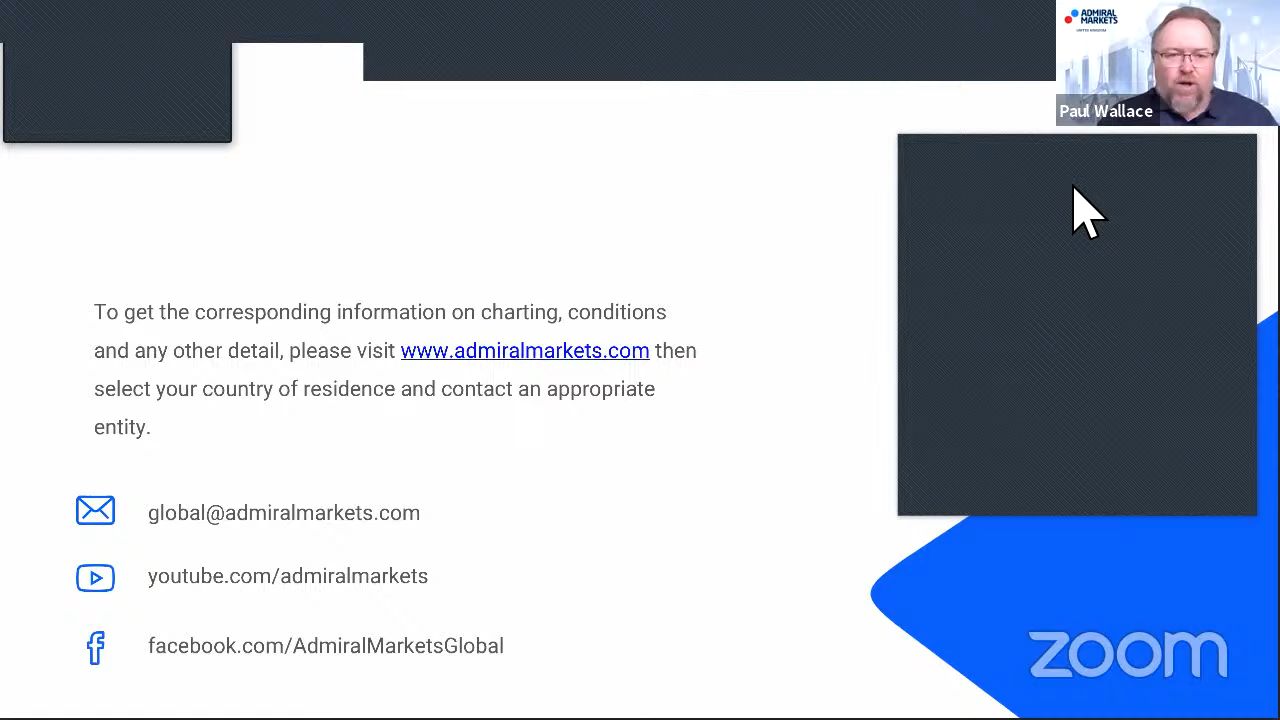 ADMIRAL
MARKETS
UNITED KINGDOM
Paul Wallace
To get the corresponding information on charting, conditions
and any other detail, please visit www.admiralmarkets.com then
select your country of residence and contact an appropriate
entity.
global@admiralmarkets.com
youtube.com/admiralmarkets
facebook.com/AdmiralMarketsGlobal
zoom